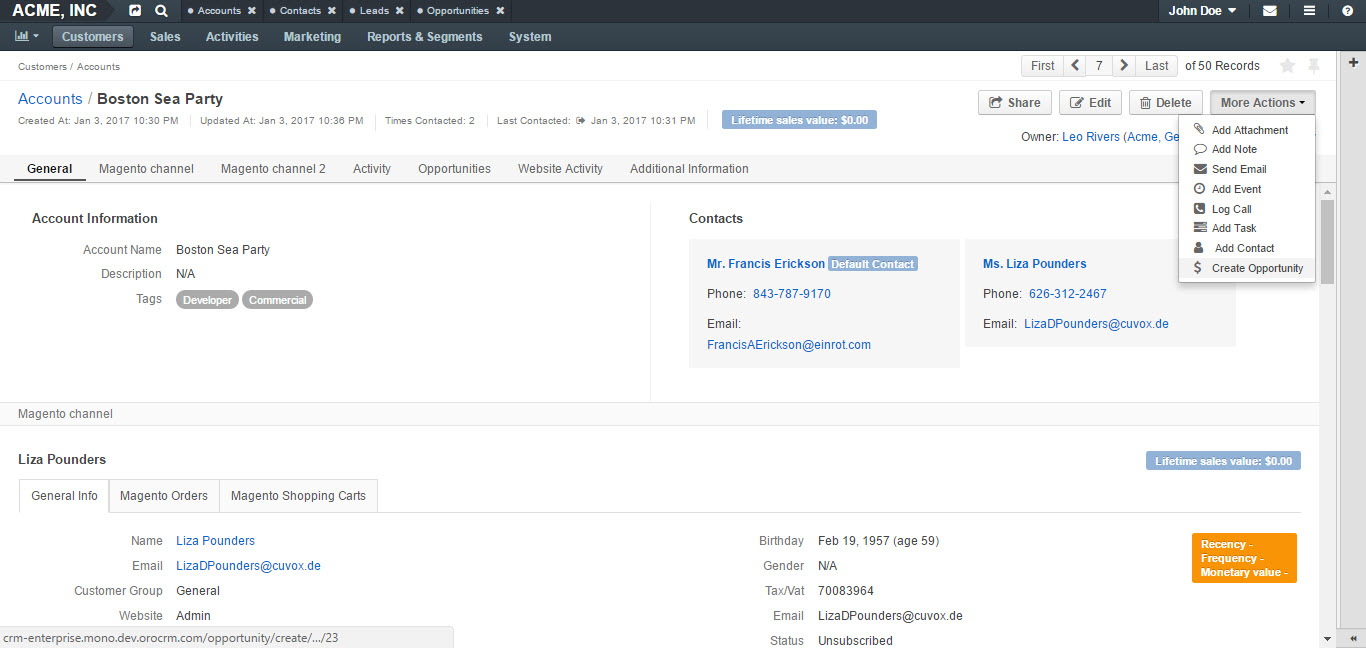 ACME, INC
Accounts ✖ Contacts ✖ Leads ✖ Opportunities ✖
John Doe
Customers Sales Activities Marketing Reports & Segments System
Customers / Accounts
First 7 Last of 50 Records
Accounts / Boston Sea Party
Share Edit Delete More Actions
Created At: Jan 3, 2017 10:30 PM Updated At: Jan 3, 2017 10:36 PM Times Contacted: 2 Last Contacted: Jan 3, 2017 10:31 PM Lifetime sales value: $0.00
Owner: Leo Rivers (Acme, Ge
Add Attachment
Add Note
Send Email
Add Event
Log Call
Add Task
Add Contact
$ Create Opportunity
General Magento channel Magento channel 2 Activity Opportunities Website Activity Additional Information
Account Information
Account Name Boston Sea Party
Description N/A
Tags Developer Commercial
Contacts
Mr. Francis Erickson Default Contact
Phone: 843-787-9170
Email:
FrancisAErickson@einrot.com
Ms. Liza Pounders
Phone: 626-312-2467
Email: LizaDPounders@cuvox.de
Magento channel
Liza Pounders
Lifetime sales value: $0.00
General Info Magento Orders Magento Shopping Carts
Name Liza Pounders
Email LizaDPounders@cuvox.de
Customer Group General
Website Admin
Birthday Feb 19, 1957 (age 59)
Gender N/A
Tax/Vat 70083964
Email LizaDPounders@cuvox.de
Status Unsubscribed
Recency -
Frequency -
Monetary value -
crm-enterprise.mono.dev.orocrm.com/opportunity/create/.../23